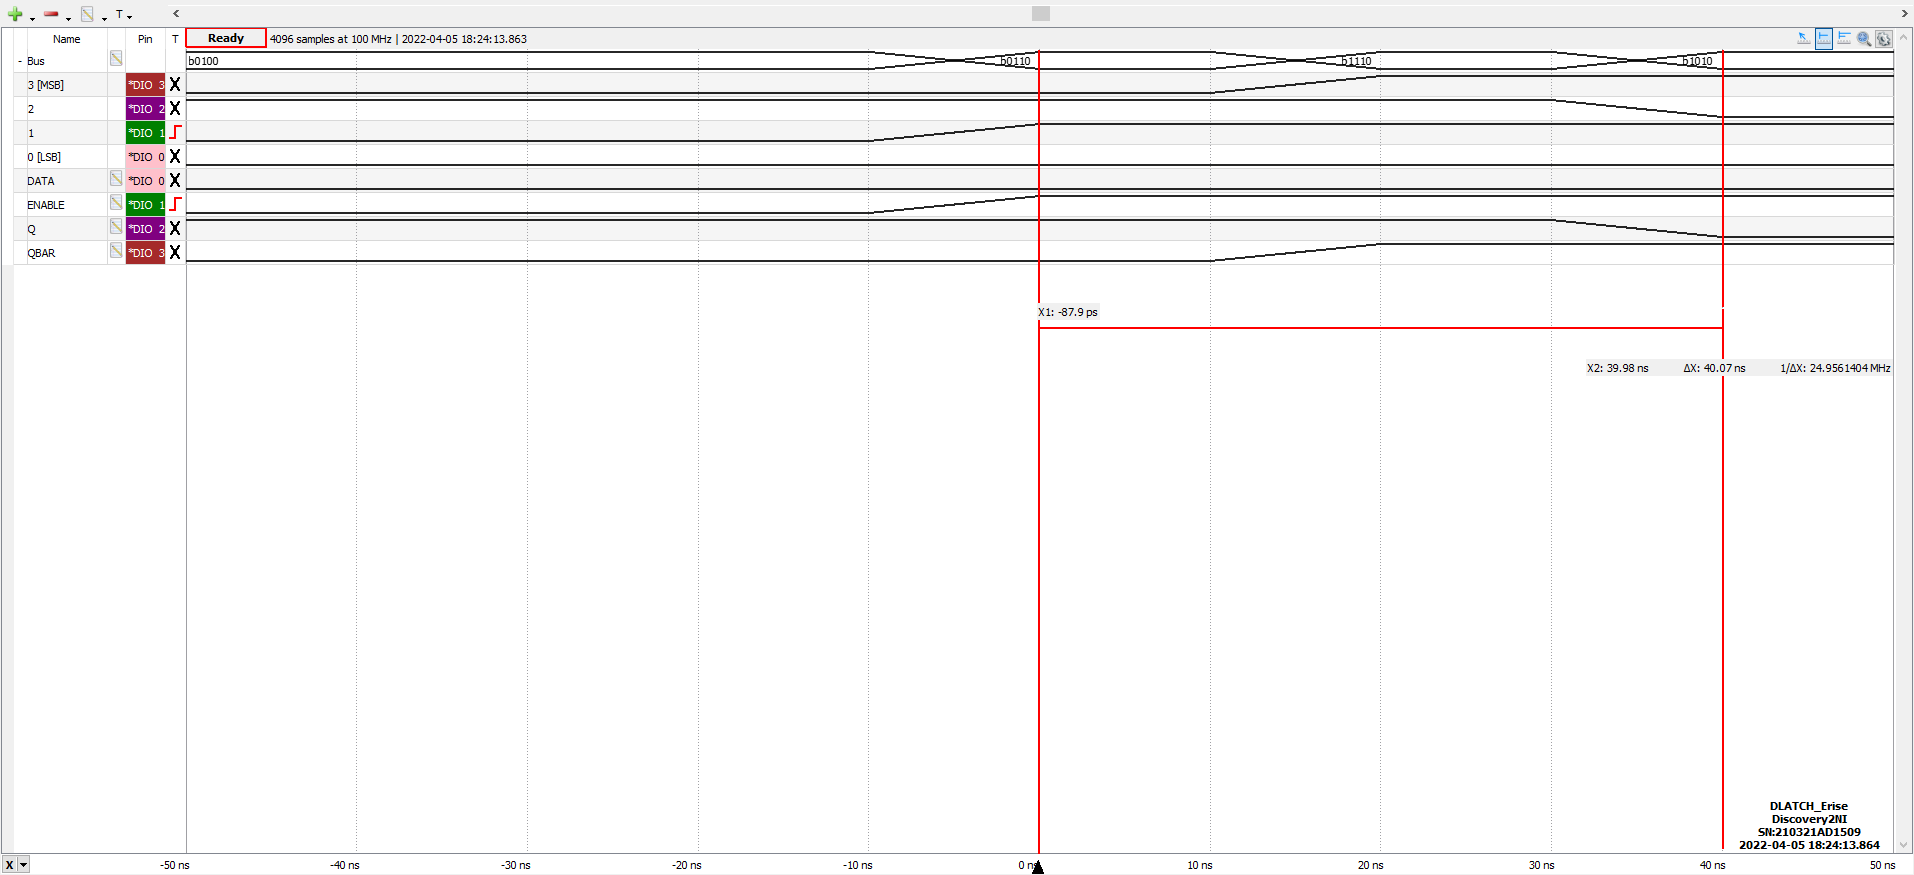 T
Name Pin T Ready 4096 samples at 100 MHz | 2022-04-05 18:24:13.863
- Bus b0100 b0110 b1110 b1010
3 [MSB] *DIO 3 X
2 *DIO 2 X
1 *DIO 1
0 [LSB] *DIO 0 X
DATA *DIO 0 X
ENABLE *DIO 1
Q *DIO 2 X
QBAR *DIO 3 X
X1: -87.9 ps
X2: 39.98 ns ΔX: 40.07 ns 1/ΔX: 24.9561404 MHz
DLATCH_Erise
Discovery2NI
SN:210321AD1509
2022-04-05 18:24:13.864
X -50 ns -40 ns -30 ns -20 ns -10 ns 0 ns 10 ns 20 ns 30 ns 40 ns 50 ns